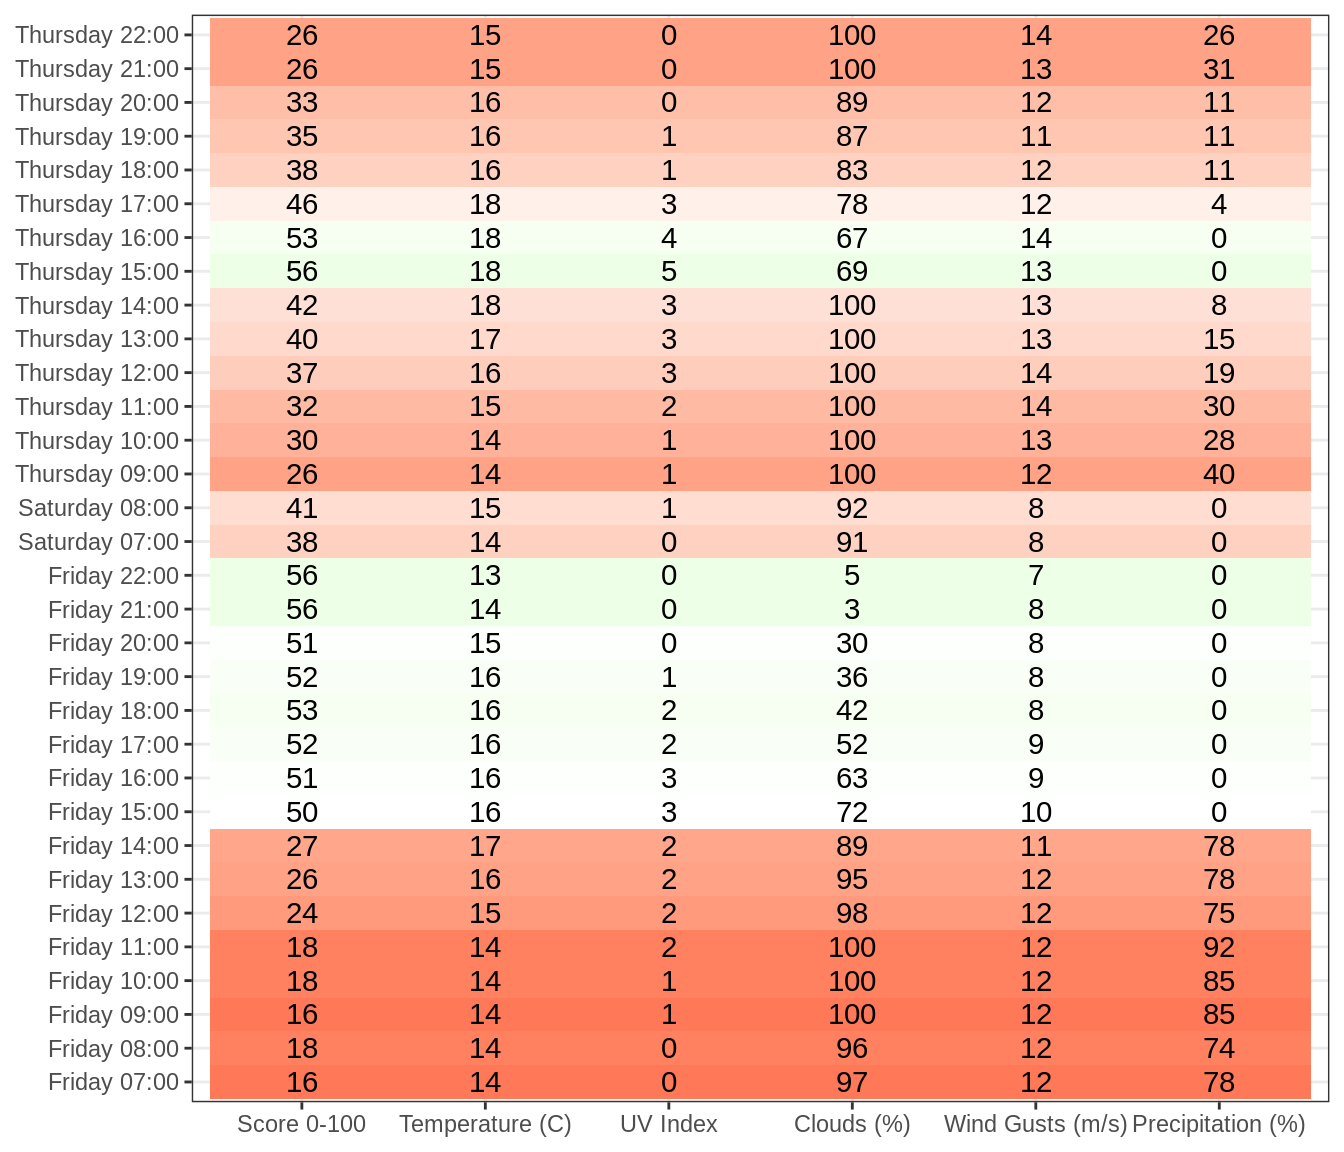 Thursday 22:00 26 15 0 100 14 26
Thursday 21:00 26 15 0 100 13 31
Thursday 20:00 33 16 0 89 12 11
Thursday 19:00 35 16 1 87 11 11
Thursday 18:00 38 16 1 83 12 11
Thursday 17:00 46 18 3 78 12 4
Thursday 16:00 53 18 4 67 14 0
Thursday 15:00 56 18 5 69 13 0
Thursday 14:00 42 18 3 100 13 8
Thursday 13:00 40 17 3 100 13 15
Thursday 12:00 37 16 3 100 14 19
Thursday 11:00 32 15 2 100 14 30
Thursday 10:00 30 14 1 100 13 28
Thursday 09:00 26 14 1 100 12 40
Saturday 08:00 41 15 1 92 8 0
Saturday 07:00 38 14 0 91 8 0
Friday 22:00 56 13 0 5 7 0
Friday 21:00 56 14 0 3 8 0
Friday 20:00 51 15 0 30 8 0
Friday 19:00 52 16 1 36 8 0
Friday 18:00 53 16 2 42 8 0
Friday 17:00 52 16 2 52 9 0
Friday 16:00 51 16 3 63 9 0
Friday 15:00 50 16 3 72 10 0
Friday 14:00 27 17 2 89 11 78
Friday 13:00 26 16 2 95 12 78
Friday 12:00 24 15 2 98 12 75
Friday 11:00 18 14 2 100 12 92
Friday 10:00 18 14 1 100 12 85
Friday 09:00 16 14 1 100 12 85
Friday 08:00 18 14 0 96 12 74
Friday 07:00 16 14 0 97 12 78
Score 0-100 Temperature (C) UV Index Clouds (%) Wind Gusts (m/s) Precipitation (%)